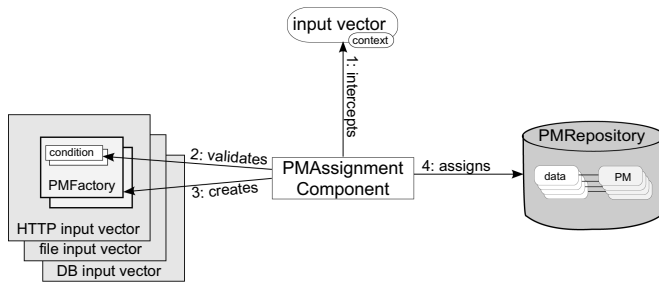 input vector
context
1: intercepts
condition
PMFactory
HTTP input vector
file input vector
DB input vector
2: validates
3: creates
PMAssignment
Component
4: assigns
PMRepository
data
PM